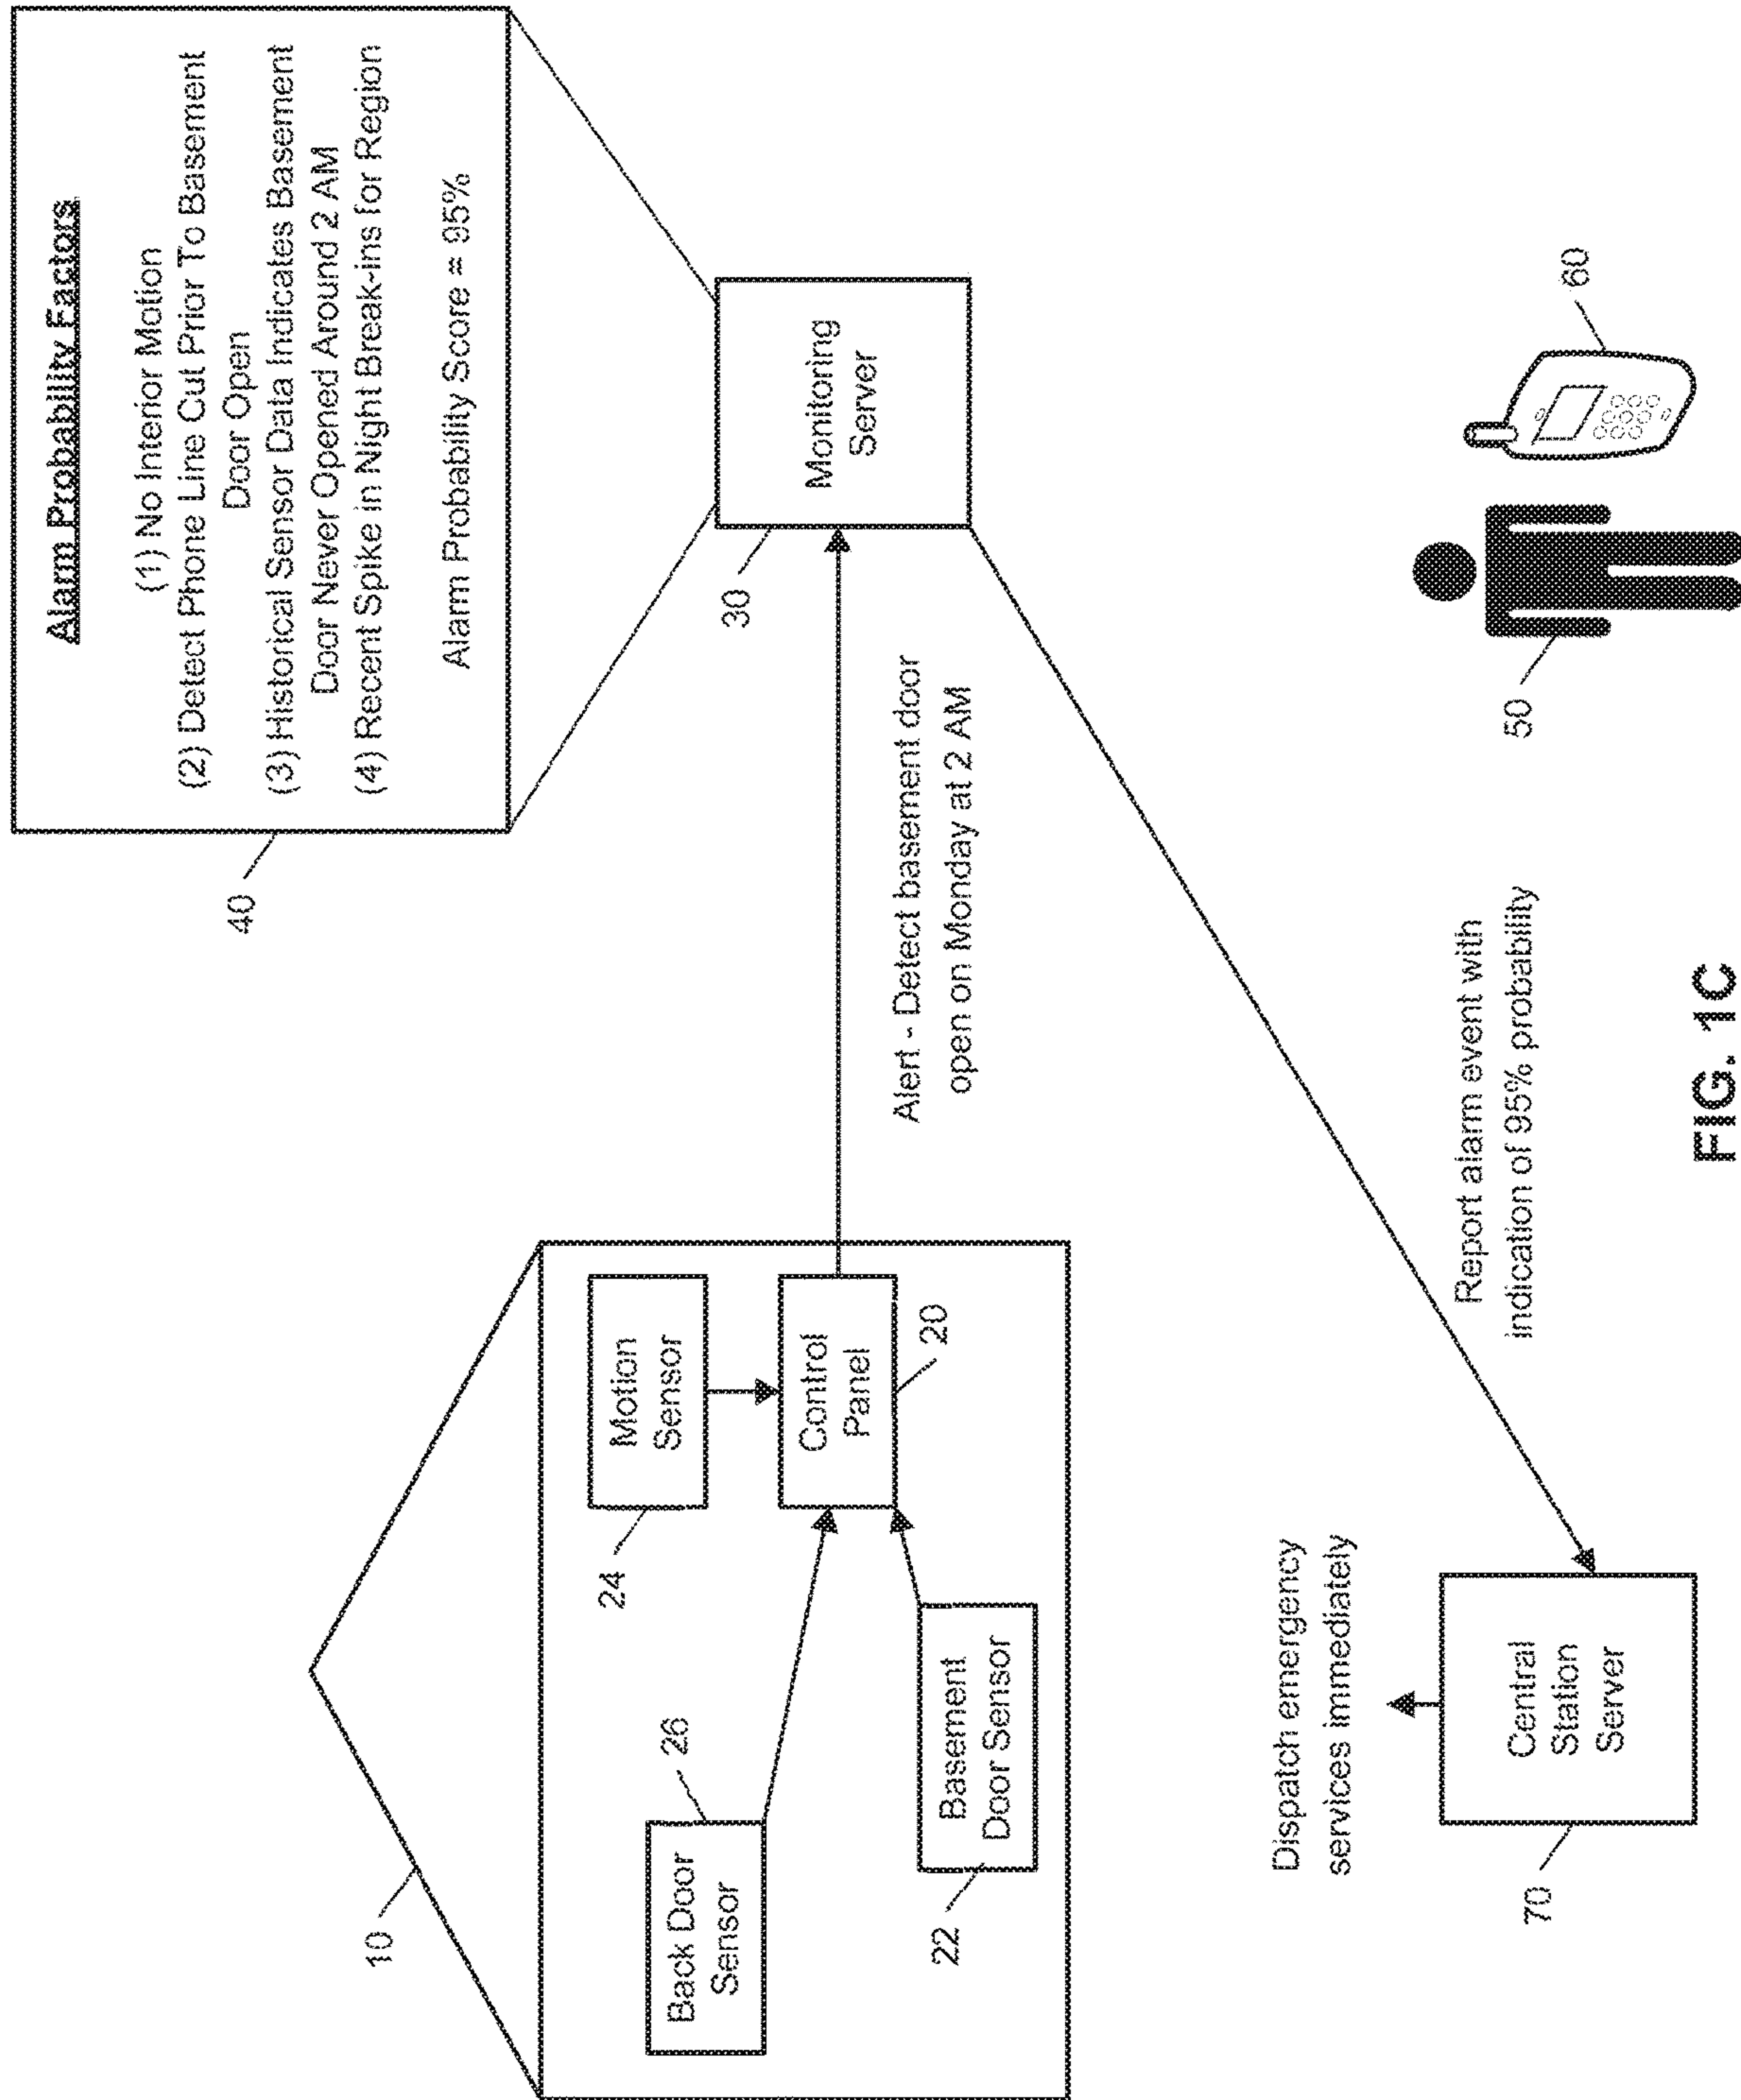 Alarm Probability Factors
(1) No Interior Motion
(2) Detect Phone Line Cut Prior To Basement
Door Open
(3) Historical Sensor Data Indicates Basement
Door Never Opened Around 2 AM
(4) Recent Spike in Night Break-ins for Region
Alarm Probability Score = 95%
40
10
Back Door
Sensor
26
24
Motion
Sensor
Control
Panel
20
Basement
Door Sensor
22
Alert - Detect basement door
open on Monday at 2 AM
30
Monitoring
Server
Dispatch emergency
services immediately
Central
Station
Server
70
Report alarm event with
indication of 95% probability
50
60
FIG. 1C